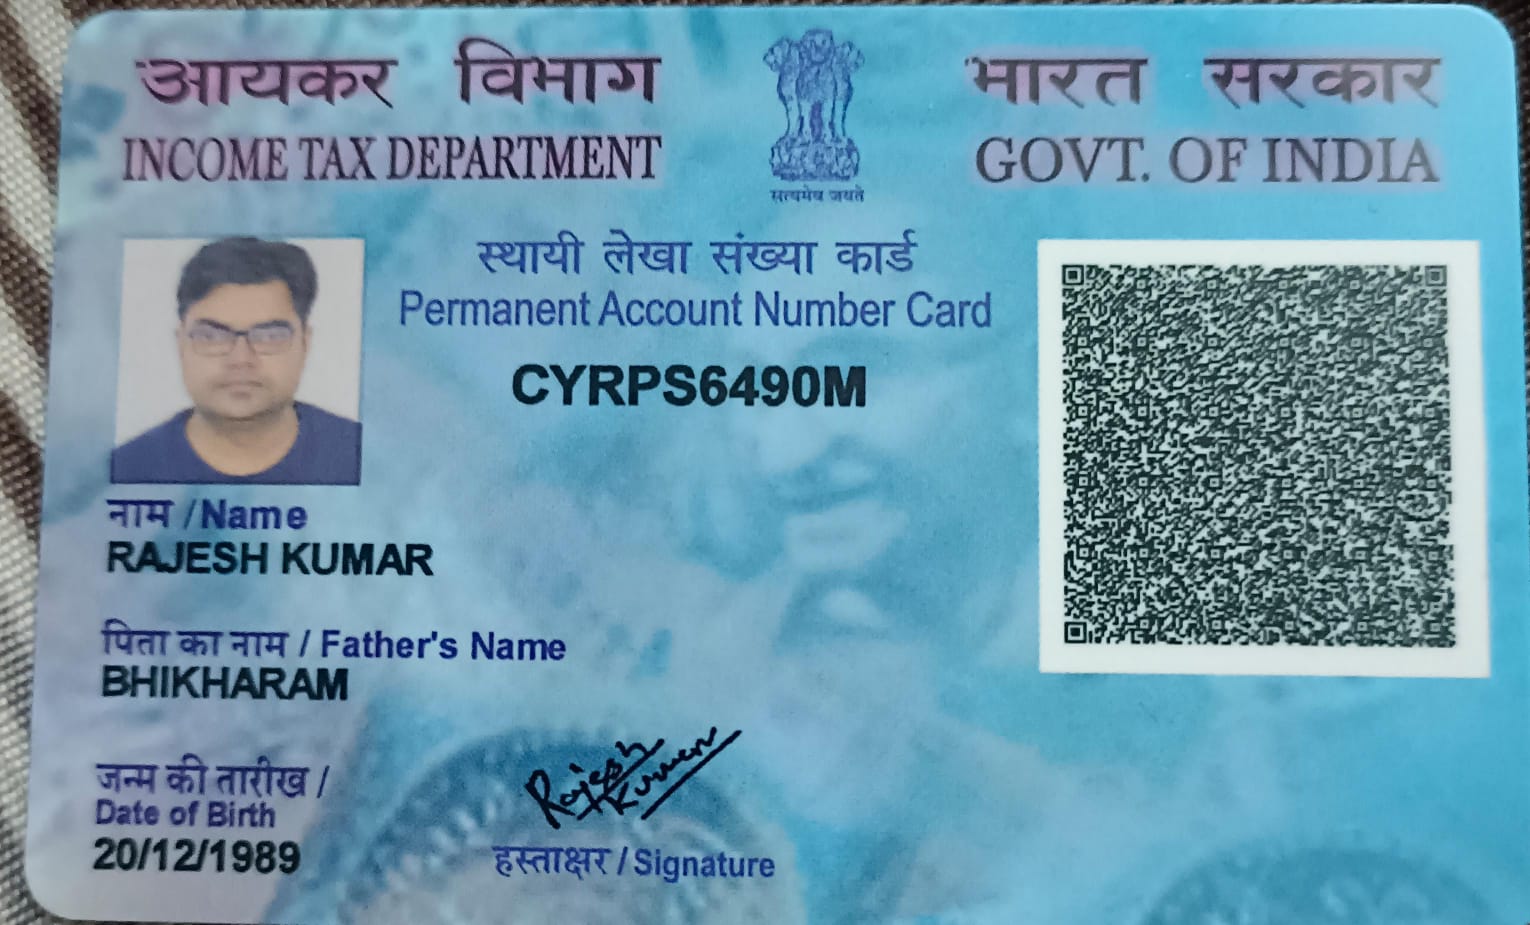 आयकर विभाग
INCOME TAX DEPARTMENT
सत्यमेव जयते
भारत सरकार
GOVT. OF INDIA
स्थायी लेखा संख्या कार्ड
Permanent Account Number Card
CYRPS6490M
नाम / Name
RAJESH KUMAR
पिता का नाम / Father's Name
BHIKHARAM
जन्म की तारीख /
Date of Birth
20/12/1989
Rajesh
Kumar
हस्ताक्षर / Signature